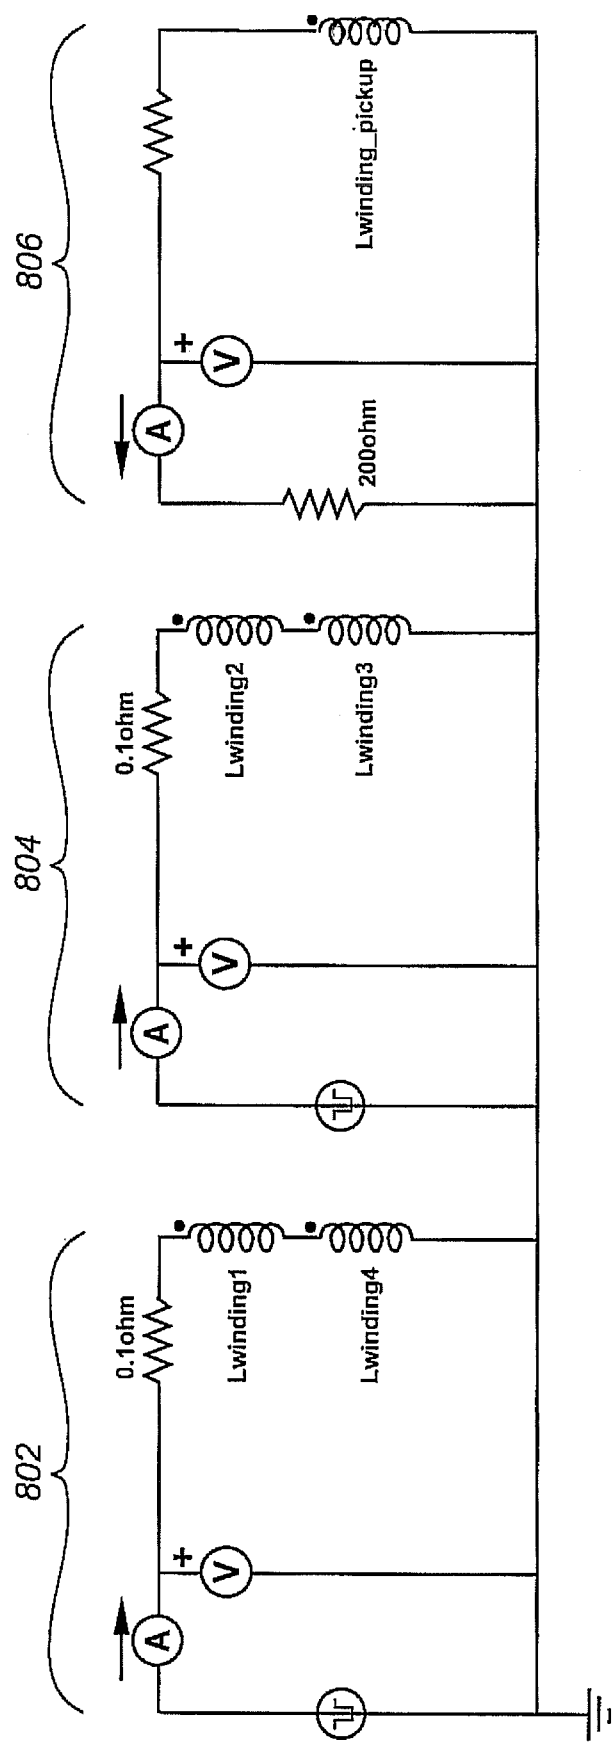 802
804
806
A
+
V
0.1ohm
Lwinding1
Lwinding4
A
+
V
0.1ohm
Lwinding2
Lwinding3
A
+
V
200ohm
Lwinding_pickup